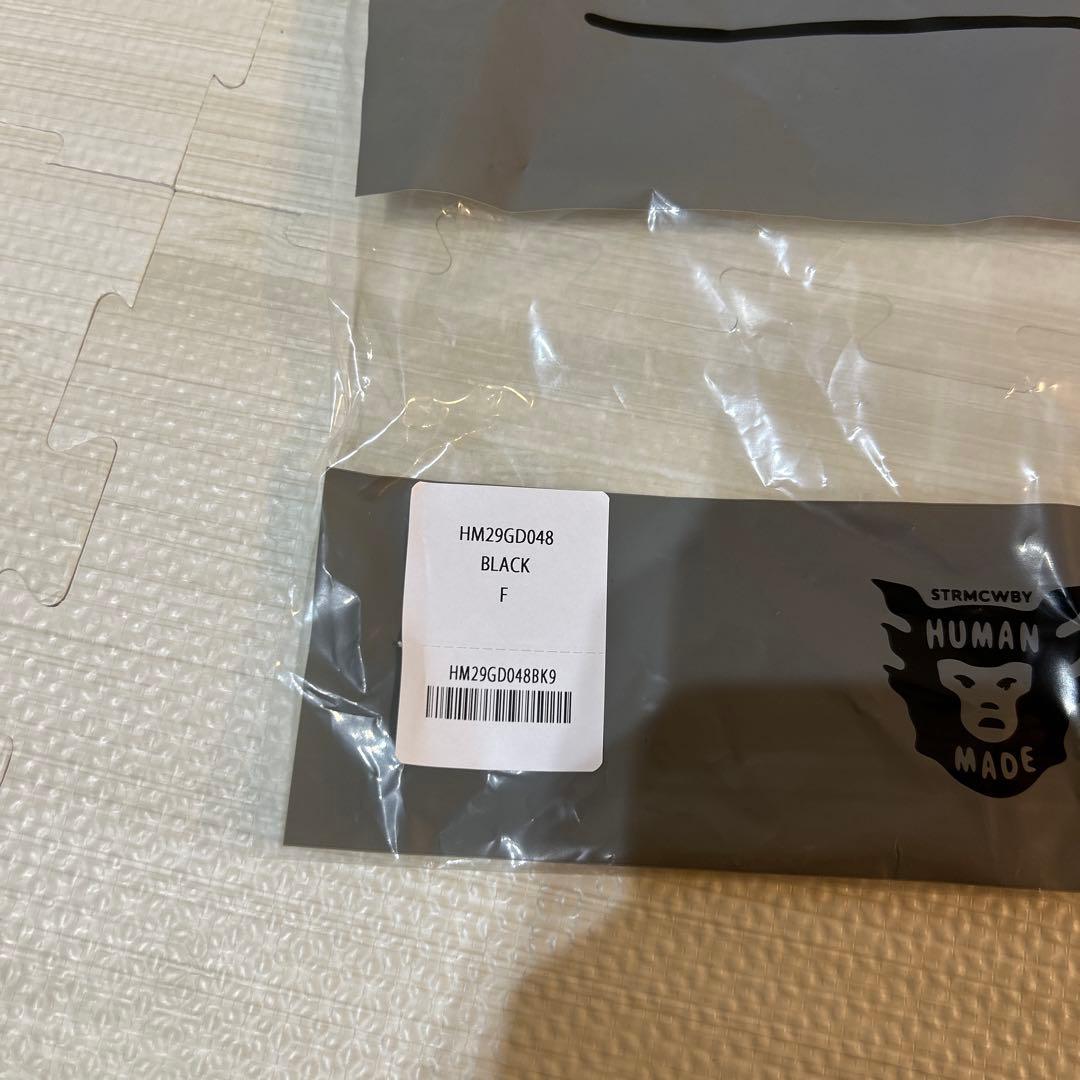 HM29GD048
BLACK
F
HM29GD048BK9
STRMCWBY
HUMAN
MADE